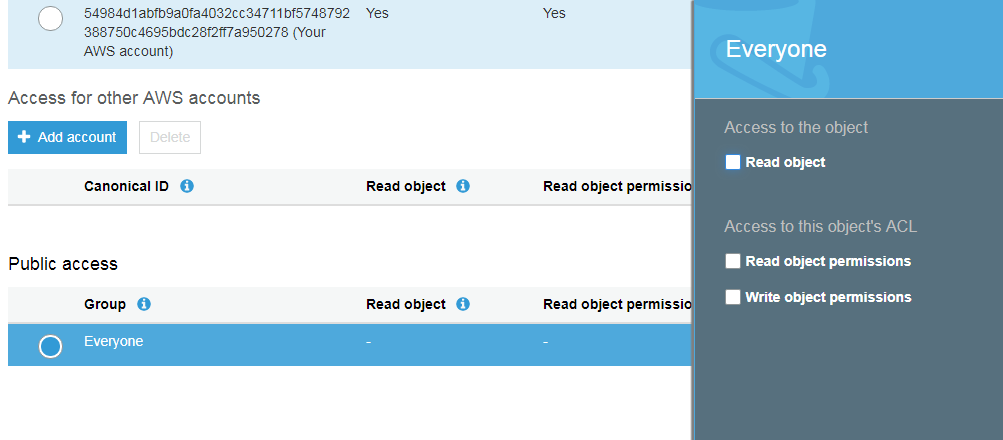 54984d1abfb9a0fa4032cc34711bf5748792 Yes Yes
388750c4695bdc28f2ff7a950278 (Your
AWS account)
Access for other AWS accounts
Add account Delete
Canonical ID Read object Read object permissio
Public access
Group Read object Read object permissio
Everyone - -
Everyone
Access to the object
Read object
Access to this object's ACL
Read object permissions
Write object permissions